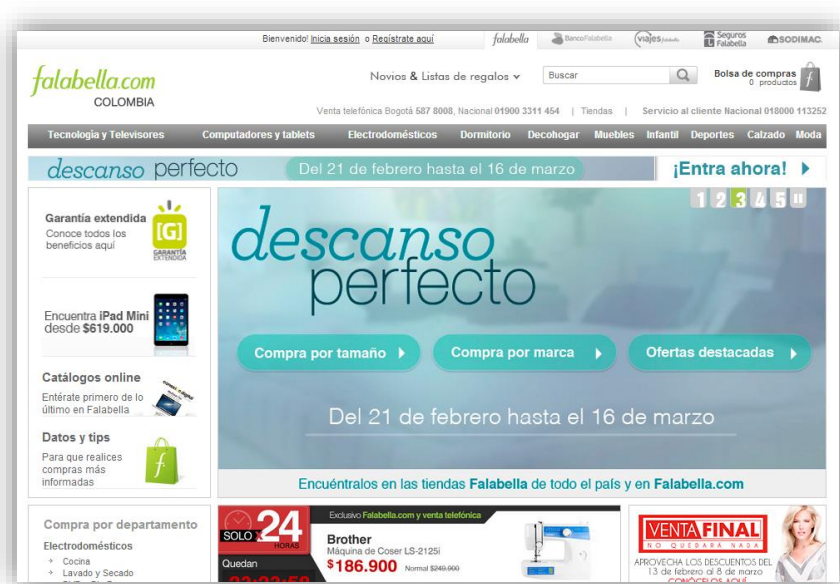 Bienvenido! Inicia sesión o Regístrate aquí
falabella
BancoFalabella
viajes
Seguros Falabella
SODIMAC
falabella.com
COLOMBIA
Novios & Listas de regalos
Buscar
Bolsa de compras
0 productos
Venta telefónica Bogotá 587 8008, Nacional 01900 3311 454 | Tiendas | Servicio al cliente Nacional 018000 113252
Tecnología y Televisores Computadores y tablets Electrodomésticos Dormitorio Decohogar Muebles Infantil Deportes Calzado Moda
descanso perfecto Del 21 de febrero hasta el 16 de marzo ¡Entra ahora!
Garantía extendida
Conoce todos los
beneficios aquí
[G]
GARANTÍA
EXTENDIDA
Encuentra iPad Mini
desde $619.000
Catálogos online
Entérate primero de lo
último en Falabella
Datos y tips
Para que realices
compras más
informadas
f
1 2 3 4 5
descanso
perfecto
Compra por tamaño
Compra por marca
Ofertas destacadas
Del 21 de febrero hasta el 16 de marzo
Encuéntralos en las tiendas Falabella de todo el país y en Falabella.com
Compra por departamento
Electrodomésticos
Cocina
Lavado y Secado
SOLO 24
HORAS
Quedan
Exclusivo Falabella.com y venta telefónica
Brother
Máquina de Coser LS-2125i
$186.900 Normal $249.900
VENTA FINAL
NO QUEDARÁ NADA
APROVECHA LOS DESCUENTOS DEL
13 de febrero al 8 de marzo
CONÓCELOS AQUÍ